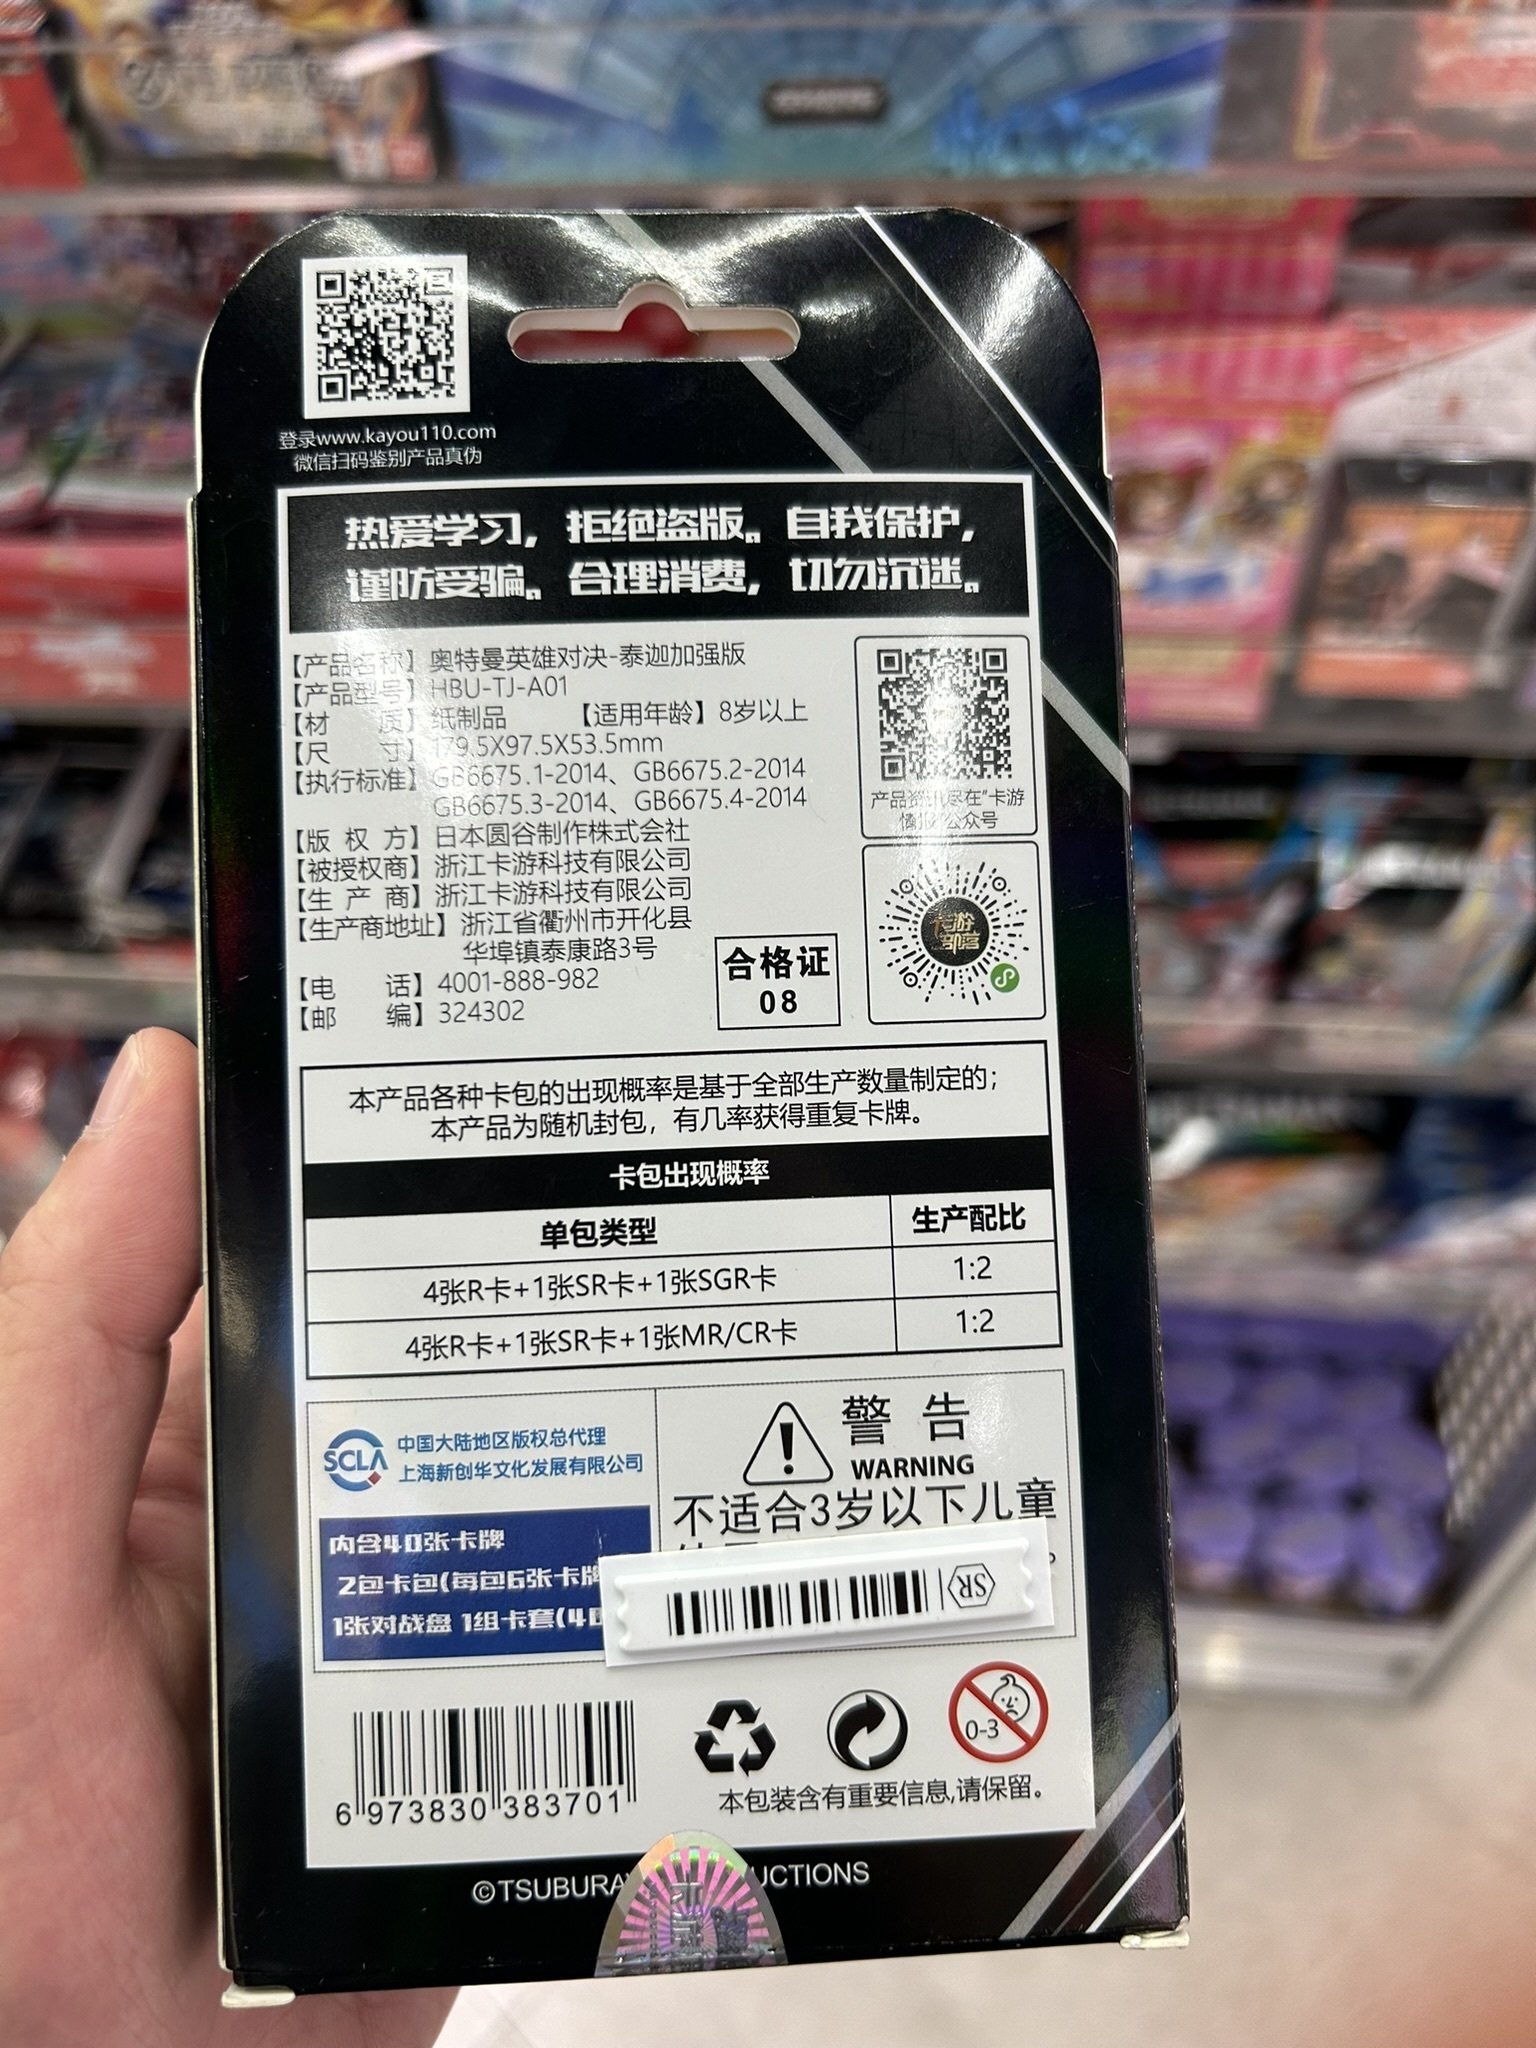 登录www.kayou110.com
微信扫码鉴别产品真伪
热爱学习，拒绝盗版。自我保护，
谨防受骗。合理消费，切勿沉迷。
【产品名称】奥特曼英雄对决-泰迦加强版
【产品型号】HBU-TJ-A01
【材 质】纸制品 【适用年龄】8岁以上
【尺 寸】179.5X97.5X53.5mm
【执行标准】GB6675.1-2014、GB6675.2-2014
GB6675.3-2014、GB6675.4-2014
【版 权 方】日本圆谷制作株式会社
【被授权商】浙江卡游科技有限公司
【生 产 商】浙江卡游科技有限公司
【生产商地址】浙江省衢州市开化县
华埠镇泰康路3号
【电 话】4001-888-982
【邮 编】324302
产品资讯尽在"卡游
情报"公众号
卡游
部落
合格证
08
本产品各种卡包的出现概率是基于全部生产数量制定的；
本产品为随机封包，有几率获得重复卡牌。
卡包出现概率
单包类型 生产配比
4张R卡+1张SR卡+1张SGR卡 1:2
4张R卡+1张SR卡+1张MR/CR卡 1:2
SCLA 中国大陆地区版权总代理
上海新创华文化发展有限公司
内含40张卡牌
2包卡包(每包6张卡牌
1张对战盘 1组卡套(40
警 告
WARNING
不适合3岁以下儿童
SR
6 973830 383701
0-3
本包装含有重要信息,请保留。
©TSUBURA UCTIONS